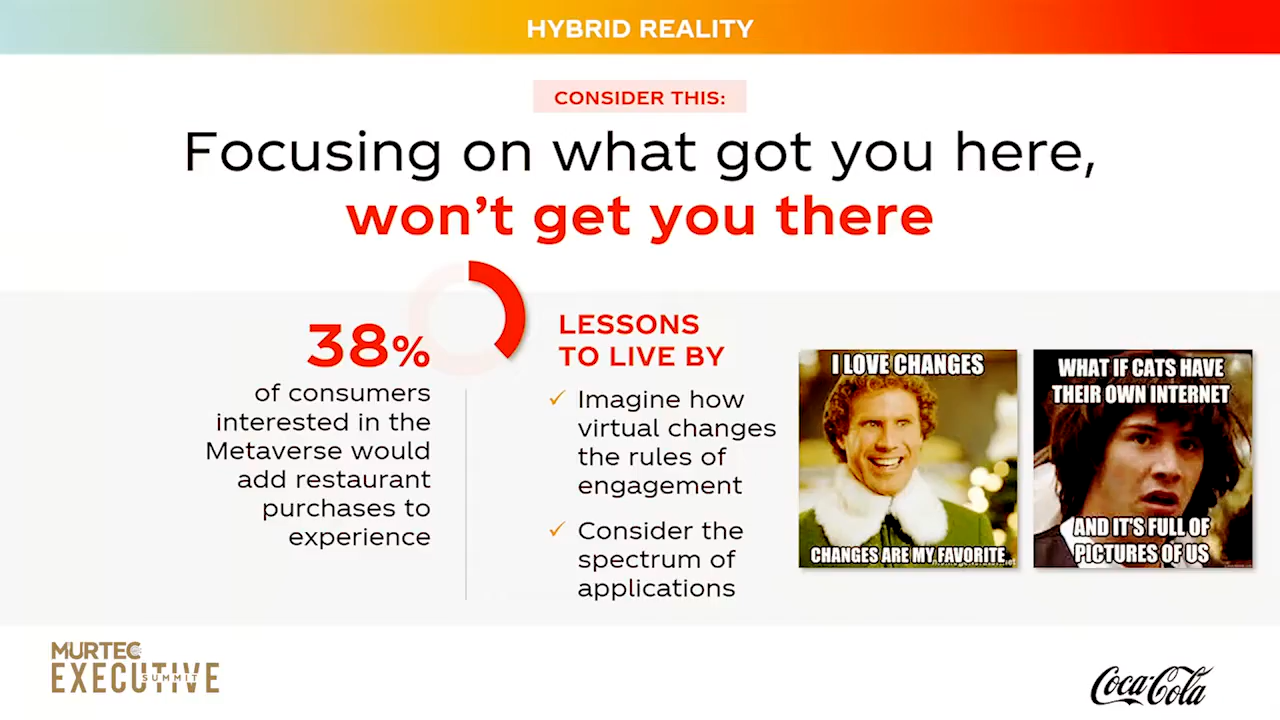 HYBRID REALITY
CONSIDER THIS:
Focusing on what got you here,
won't get you there
38%
of consumers
interested in the
Metaverse would
add restaurant
purchases to
experience
LESSONS
TO LIVE BY
✓ Imagine how
virtual changes
the rules of
engagement
✓ Consider the
spectrum of
applications
I LOVE CHANGES
CHANGES ARE MY FAVORITE
WHAT IF CATS HAVE
THEIR OWN INTERNET
AND IT'S FULL OF
PICTURES OF US
MURTEC
EXECUTIVE
SUMMIT
Coca-Cola